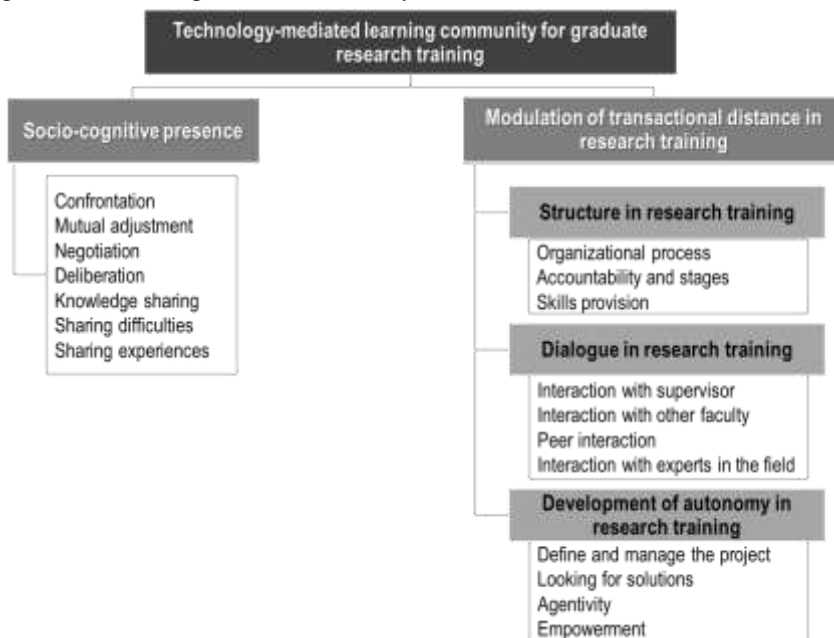 Technology-mediated learning community for graduate
research training
Socio-cognitive presence
Confrontation
Mutual adjustment
Negotiation
Deliberation
Knowledge sharing
Sharing difficulties
Sharing experiences
Modulation of transactional distance in
research training
Structure in research training
Organizational process
Accountability and stages
Skills provision
Dialogue in research training
Interaction with supervisor
Interaction with other faculty
Peer interaction
Interaction with experts in the field
Development of autonomy in
research training
Define and manage the project
Looking for solutions
Agentivity
Empowerment